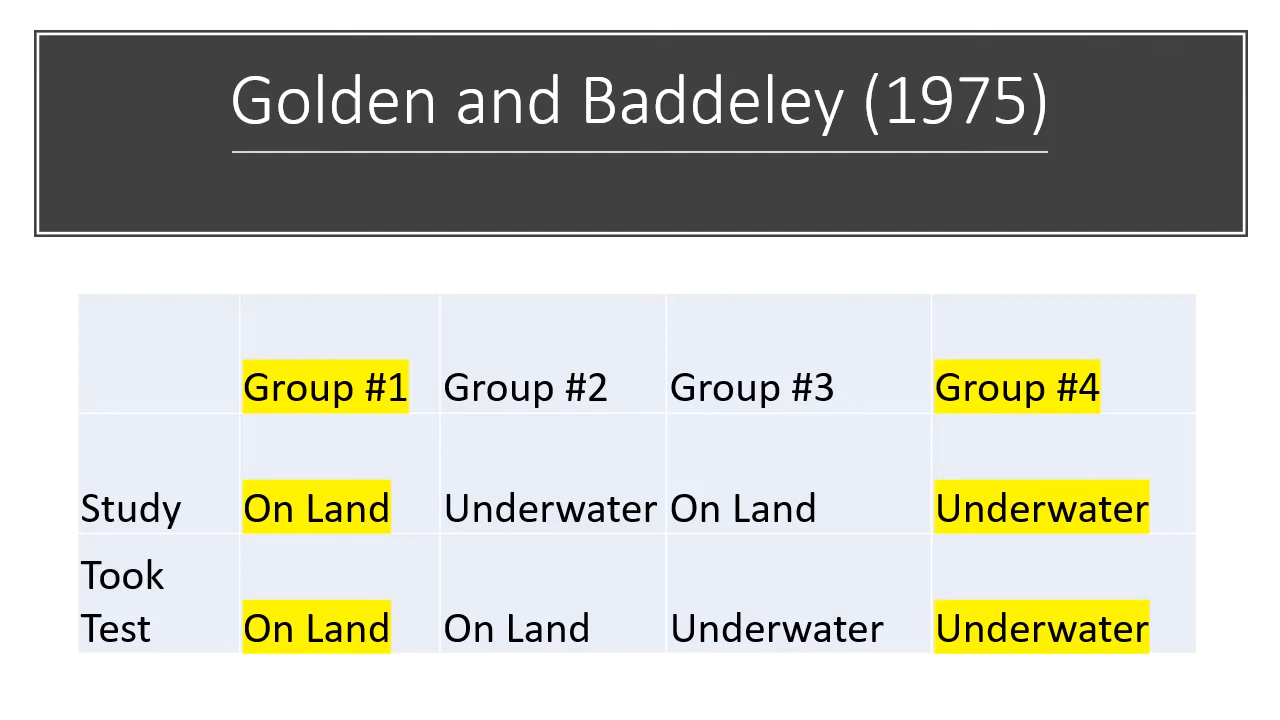 Golden and Baddeley (1975)
Group #1 Group #2 Group #3 Group #4
Study On Land Underwater On Land Underwater
Took
Test On Land On Land Underwater Underwater